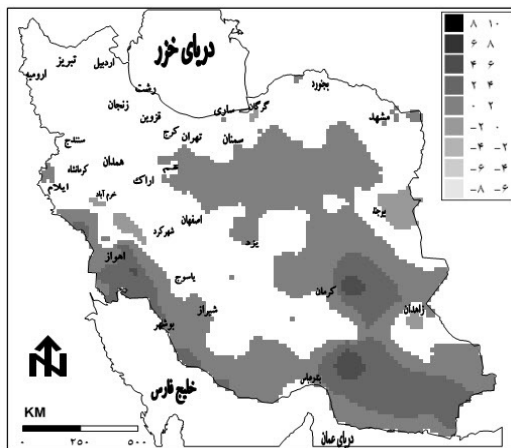 دریای خزر
ارومیه
تبریز
اردبیل
رشت
زنجان
قزوین
کرج
تهران
ساری
گرگان
سمنان
بجنورد
مشهد
سنندج
کرمانشاه
همدان
ایلام
خرم آباد
اراک
قم
اصفهان
شهرکرد
یزد
اهواز
یاسوج
شیراز
بوشهر
کرمان
زاهدان
بندرعباس
خلیج فارس
دریای عمان
۸ ۱۰
۶ ۸
۴ ۶
۲ ۴
۰ ۲
-۲ ۰
-۴ -۲
-۶ -۴
-۸ -۶
N
KM
۰ ۲۵۰ ۵۰۰